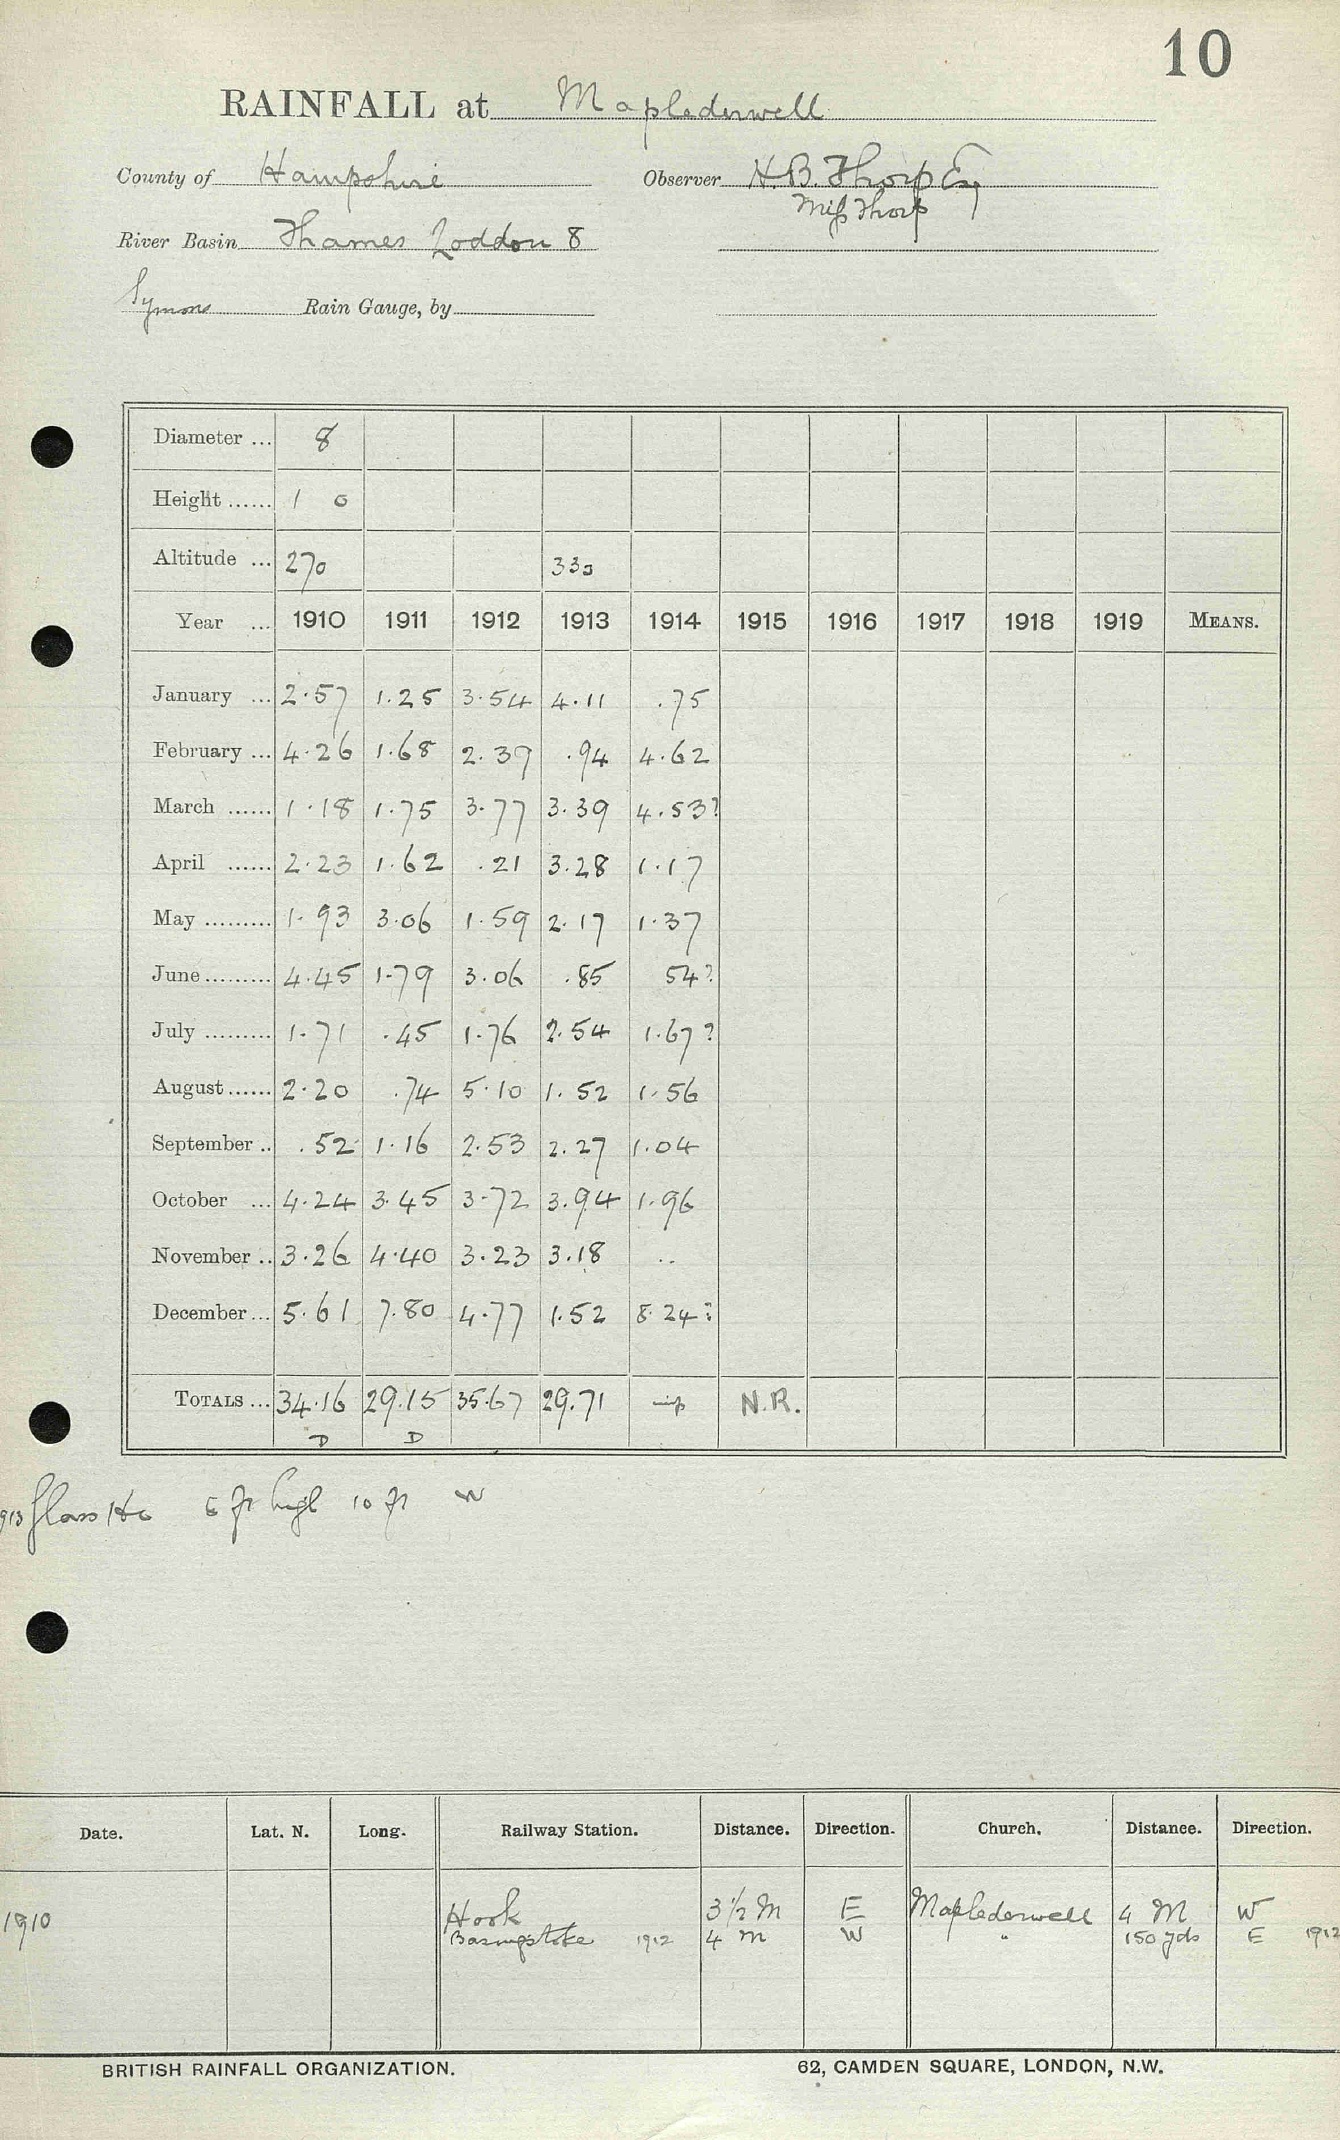 10
RAINFALL at Maplederwell
County of Hampshire Observer H.B. Thorp Esq
Miss Thorp
River Basin Thames Loddon 8
Symons Rain Gauge, by
Diameter ... 8
Height ...... 1 0
Altitude ... 270 330
Year ... 1910 1911 1912 1913 1914 1915 1916 1917 1918 1919 MEANS.
January ... 2.57 1.25 3.54 4.11 .75
February ... 4.26 1.68 2.39 .94 4.62
March ...... 1.18 1.75 3.77 3.39 4.53?
April ...... 2.23 1.62 .21 3.28 1.17
May ......... 1.93 3.06 1.59 2.17 1.37
June ......... 4.45 1.79 3.06 .85 54?
July ......... 1.71 .45 1.76 2.54 1.67?
August ...... 2.20 .74 5.10 1.52 1.56
September .. .52 1.16 2.53 2.27 1.04
October ... 4.24 3.45 3.72 3.94 1.96
November .. 3.26 4.40 3.23 3.18 ..
December ... 5.61 7.80 4.77 1.52 8.24?
TOTALS ... 34.16 29.15 35.67 29.71 N.R.
D D
1913 Glass Ho 6 ft high 10 ft W
Date. Lat. N. Long. Railway Station. Distance. Direction. Church. Distance. Direction.
1910 Hook 3 1/2 M E Maplederwell 4 M W
Basingstoke 1912 4 m W " 150 yds E 1912
BRITISH RAINFALL ORGANIZATION. 62, CAMDEN SQUARE, LONDON, N.W.